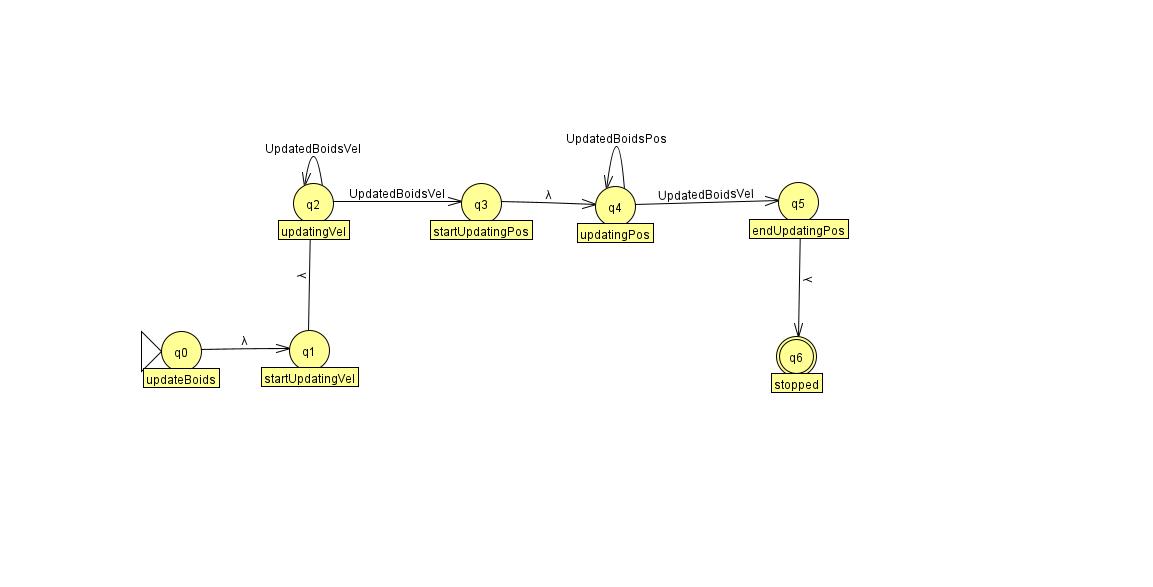 UpdatedBoidsPos
UpdatedBoidsVel
UpdatedBoidsVel
λ
UpdatedBoidsVel
q2
q3
q4
q5
updatingVel
startUpdatingPos
updatingPos
endUpdatingPos
λ
λ
λ
q0
q1
q6
updateBoids
startUpdatingVel
stopped